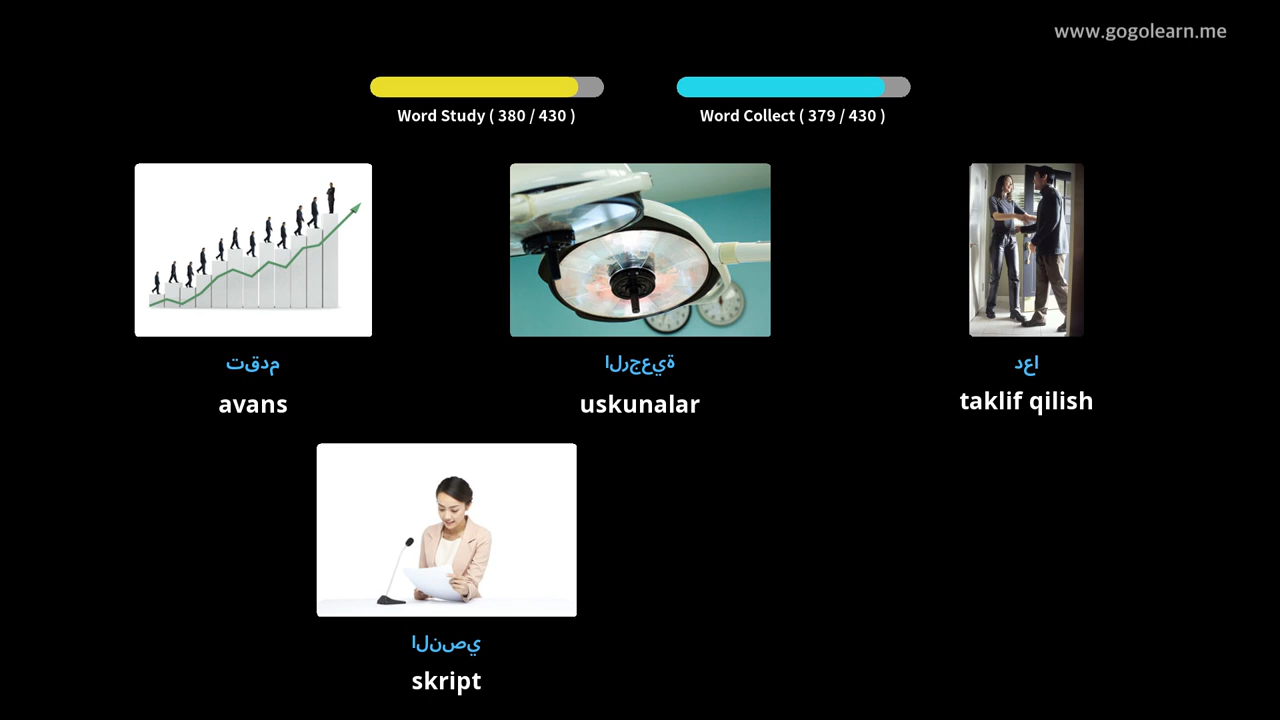 www.gogolearn.me
Word Study ( 380 / 430 )
Word Collect ( 379 / 430 )
تقدم
الرجعية
دعا
avans
uskunalar
taklif qilish
النصي
skript